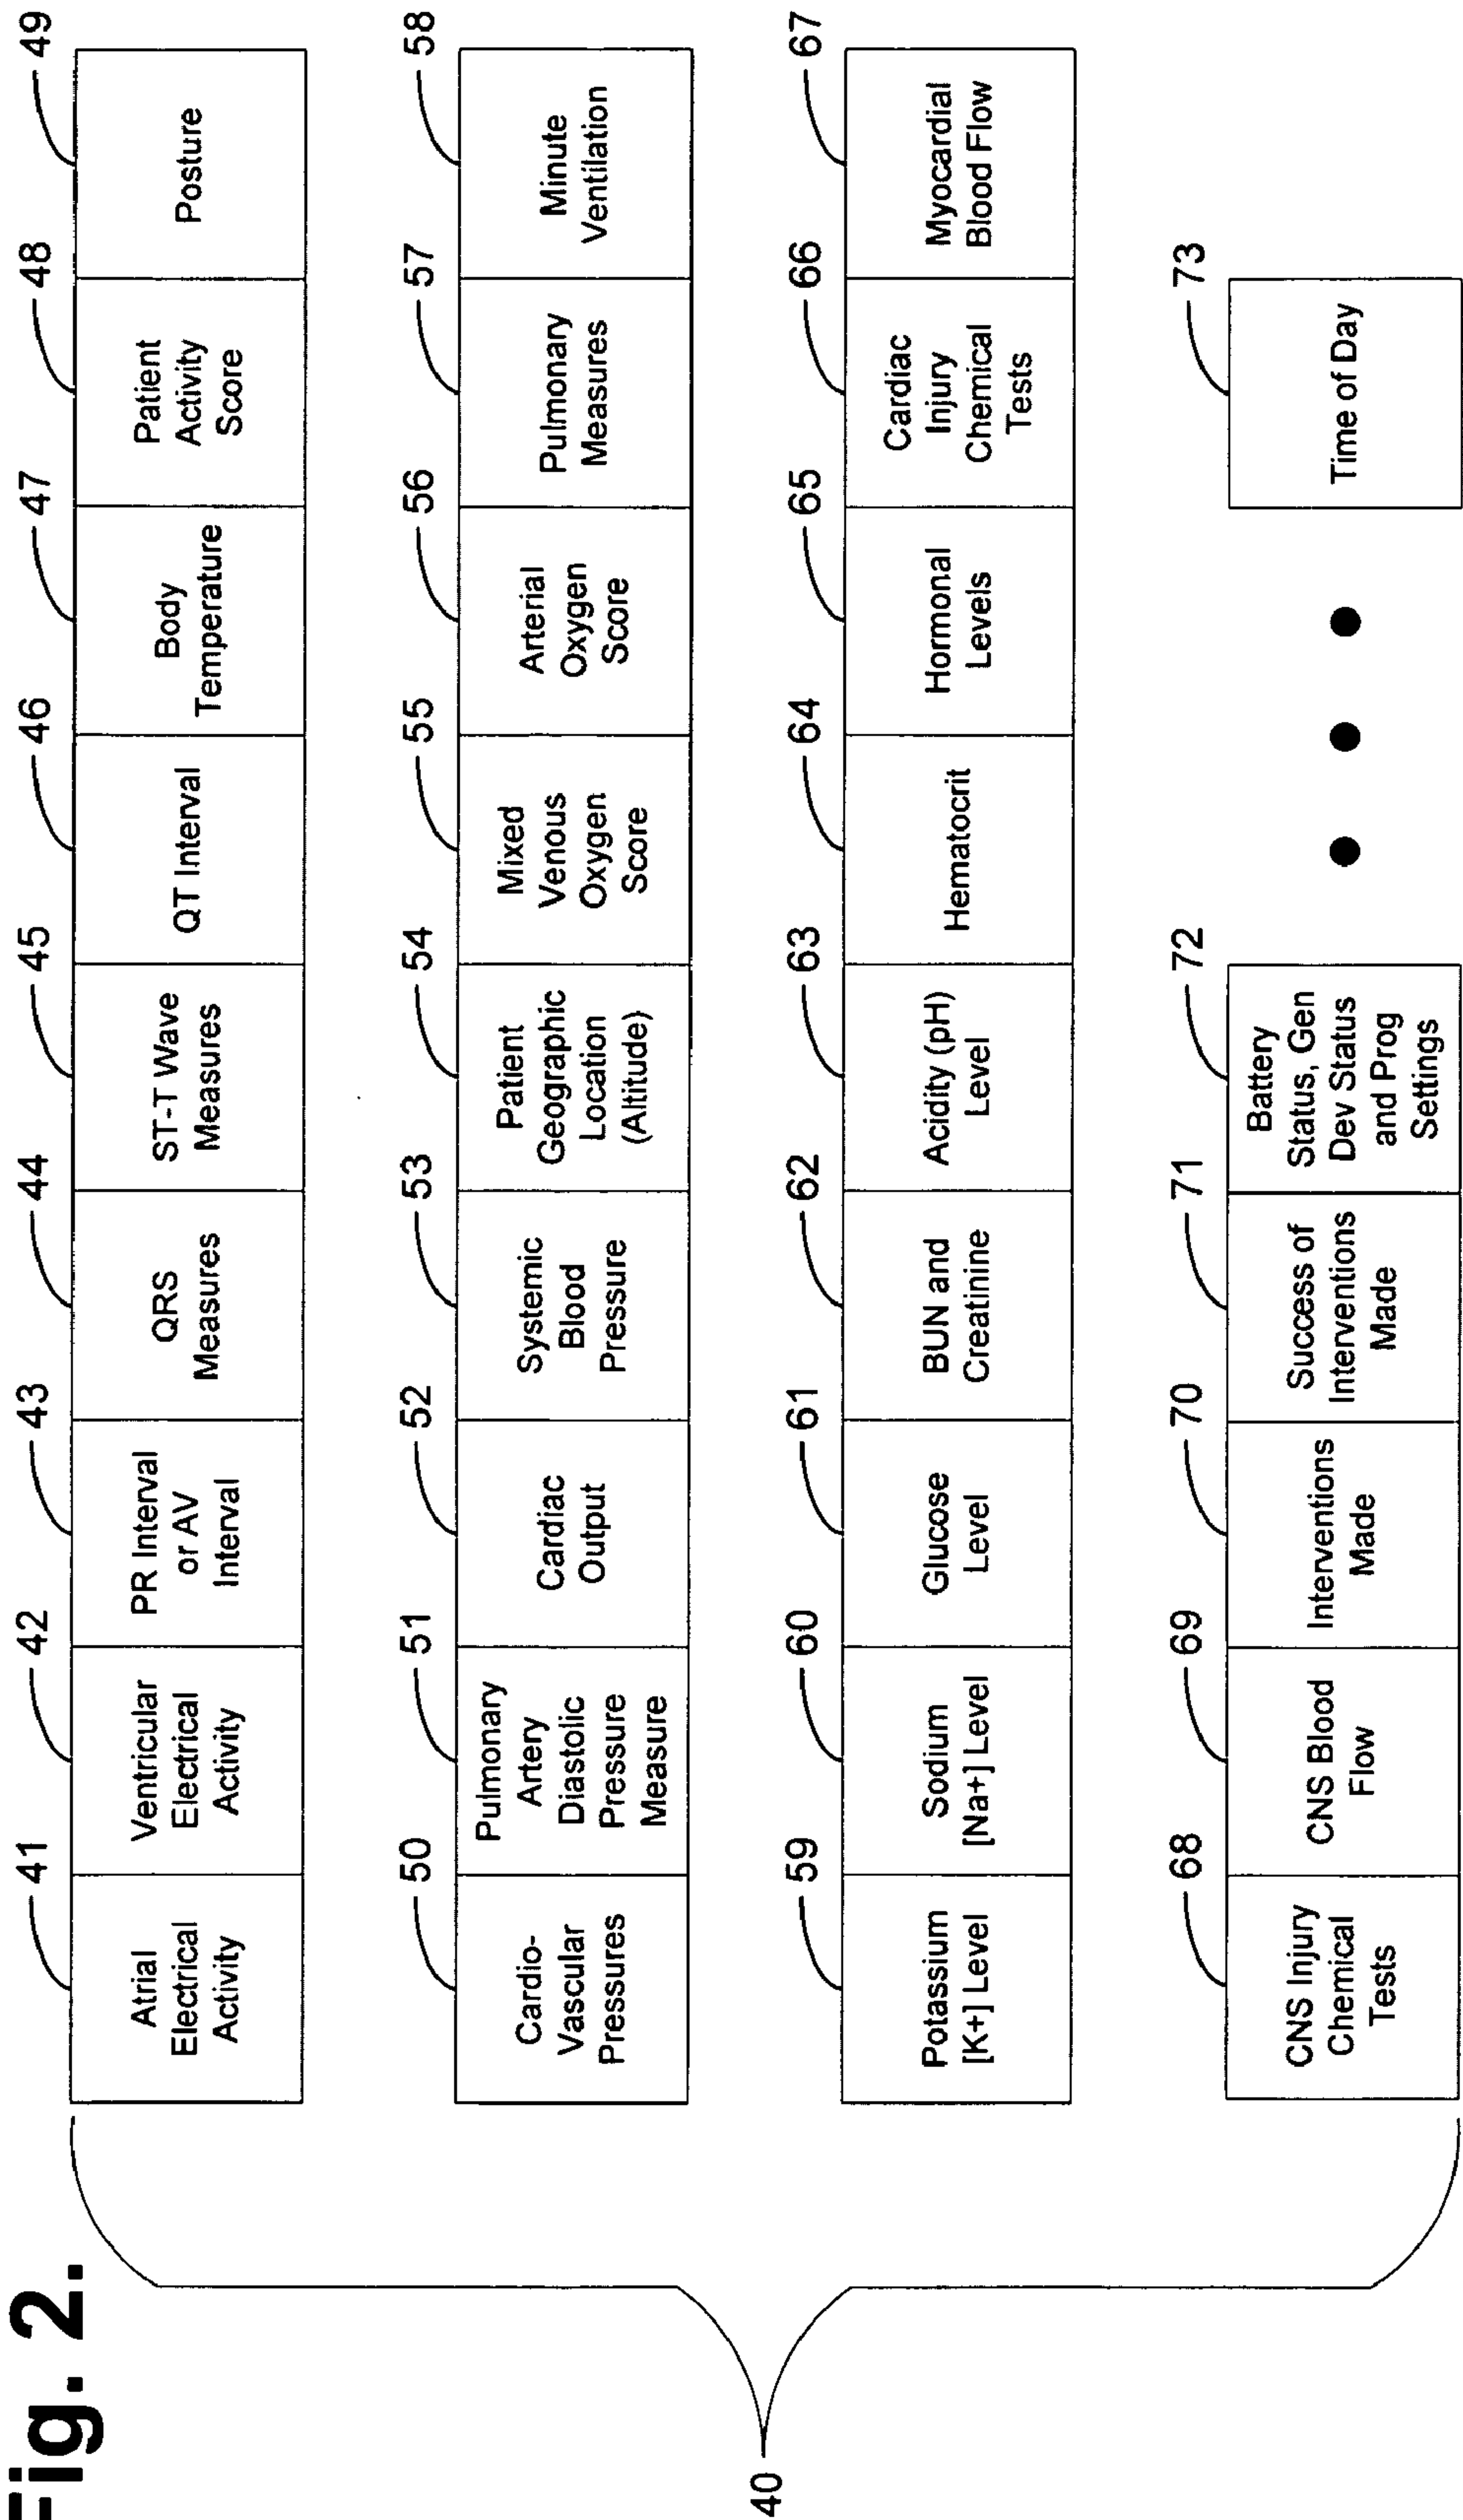 Fig. 2.
40
41
Atrial
Electrical
Activity
42
Ventricular
Electrical
Activity
43
PR Interval
or AV
Interval
44
QRS
Measures
45
ST-T Wave
Measures
46
QT Interval
47
Body
Temperature
48
Patient
Activity
Score
49
Posture
50
Cardio-
Vascular
Pressures
51
Pulmonary
Artery
Diastolic
Pressure
Measure
52
Cardiac
Output
53
Systemic
Blood
Pressure
54
Patient
Geographic
Location
(Altitude)
55
Mixed
Venous
Oxygen
Score
56
Arterial
Oxygen
Score
57
Pulmonary
Measures
58
Minute
Ventilation
59
Potassium
[K+] Level
60
Sodium
[Na+] Level
61
Glucose
Level
62
BUN and
Creatinine
63
Acidity (pH)
Level
64
Hematocrit
65
Hormonal
Levels
66
Cardiac
Injury
Chemical
Tests
67
Myocardial
Blood Flow
68
CNS Injury
Chemical
Tests
69
CNS Blood
Flow
70
Interventions
Made
71
Success of
Interventions
Made
72
Battery
Status, Gen
Dev Status
and Prog
Settings
73
Time of Day